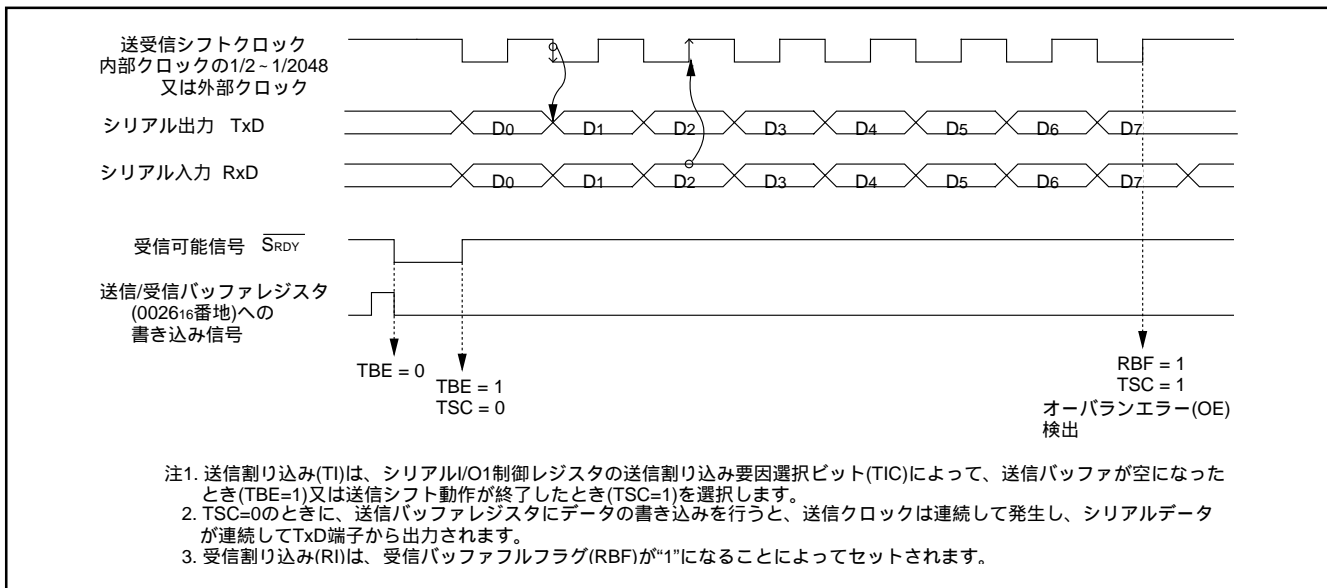 送受信シフトクロック
内部クロックの1/2~1/2048
又は外部クロック
シリアル出力 TxD
D0 D1 D2 D3 D4 D5 D6 D7
シリアル入力 RxD
D0 D1 D2 D3 D4 D5 D6 D7
受信可能信号 SRDY
送信/受信バッファレジスタ
(002616番地)への
書き込み信号
TBE = 0
TBE = 1
TSC = 0
RBF = 1
TSC = 1
オーバランエラー(OE)
検出
注1. 送信割り込み(TI)は、シリアルI/O1制御レジスタの送信割り込み要因選択ビット(TIC)によって、送信バッファが空になった
とき(TBE=1)又は送信シフト動作が終了したとき(TSC=1)を選択します。
2. TSC=0のときに、送信バッファレジスタにデータの書き込みを行うと、送信クロックは連続して発生し、シリアルデータ
が連続してTxD端子から出力されます。
3. 受信割り込み(RI)は、受信バッファフルフラグ(RBF)が“1”になることによってセットされます。